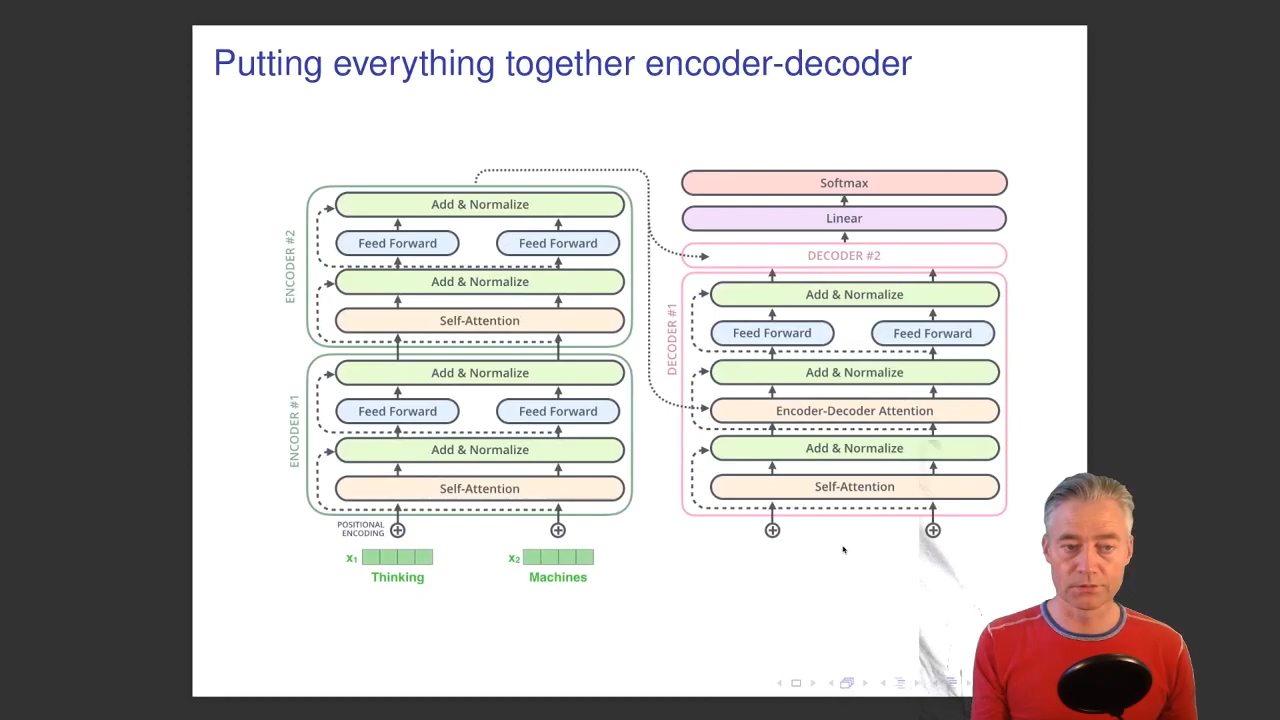 Putting everything together encoder-decoder
ENCODER #2
Add & Normalize
Feed Forward Feed Forward
Add & Normalize
Self-Attention
ENCODER #1
Add & Normalize
Feed Forward Feed Forward
Add & Normalize
Self-Attention
POSITIONAL
ENCODING
x1 x2
Thinking Machines
Softmax
Linear
DECODER #2
DECODER #1
Add & Normalize
Feed Forward Feed Forward
Add & Normalize
Encoder-Decoder Attention
Add & Normalize
Self-Attention